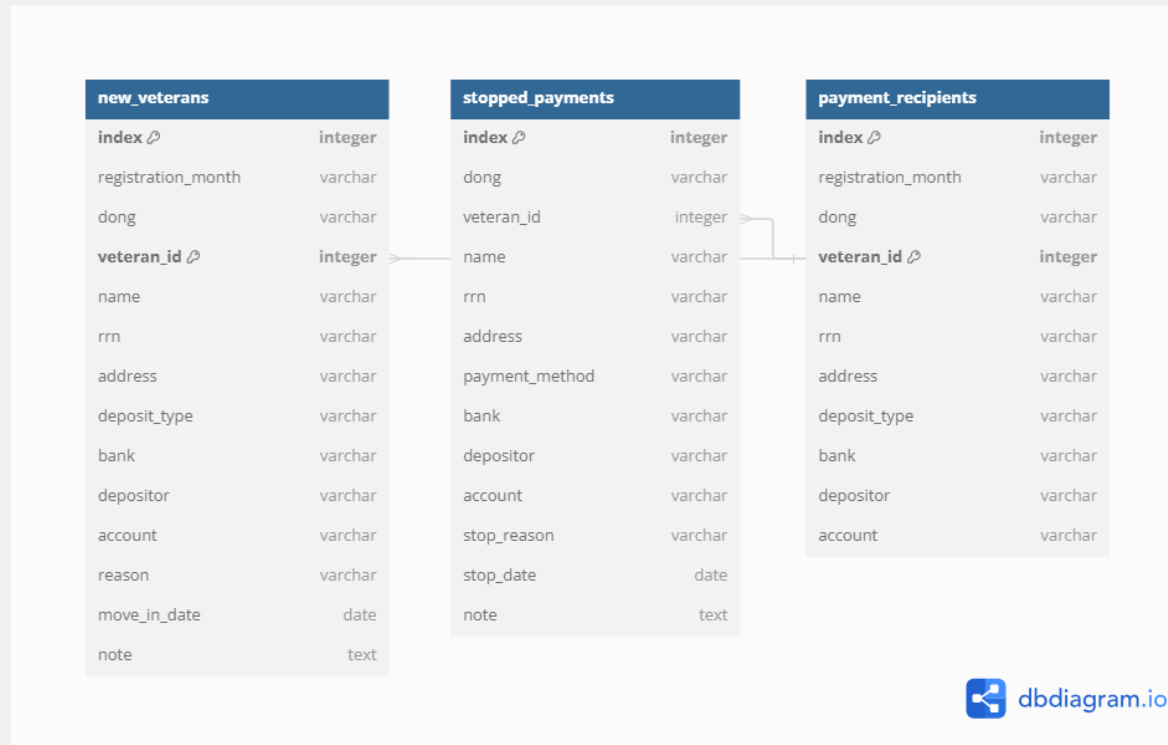 new_veterans
index integer
registration_month varchar
dong varchar
veteran_id integer
name varchar
rrn varchar
address varchar
deposit_type varchar
bank varchar
depositor varchar
account varchar
reason varchar
move_in_date date
note text
stopped_payments
index integer
dong varchar
veteran_id integer
name varchar
rrn varchar
address varchar
payment_method varchar
bank varchar
depositor varchar
account varchar
stop_reason varchar
stop_date date
note text
payment_recipients
index integer
registration_month varchar
dong varchar
veteran_id integer
name varchar
rrn varchar
address varchar
deposit_type varchar
bank varchar
depositor varchar
account varchar
dbdiagram.io